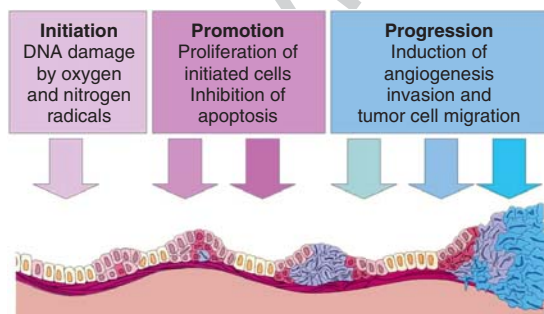 Initiation
DNA damage
by oxygen
and nitrogen
radicals
Promotion
Proliferation of
initiated cells
Inhibition of
apoptosis
Progression
Induction of
angiogenesis
invasion and
tumor cell migration